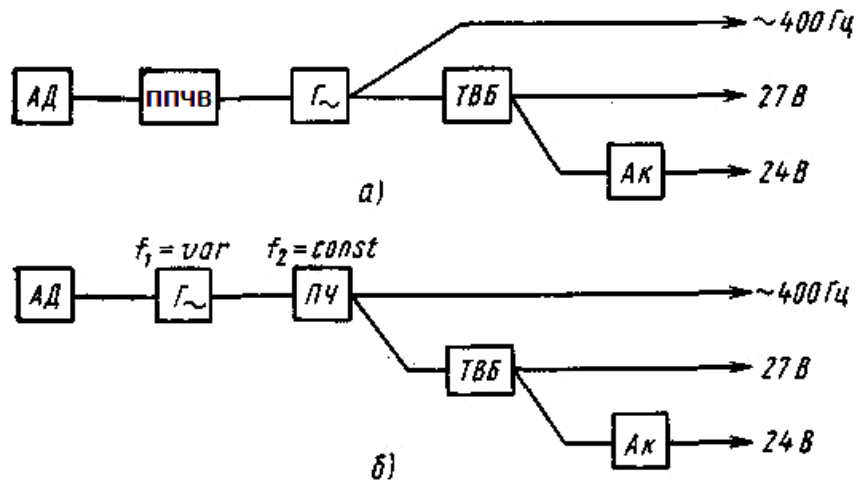 ~400 Гц
АД ППЧВ Г~ ТВБ 27 В
Ак 24 В
а)
f₁ = var f₂ = const
АД Г~ ПЧ ~400 Гц
ТВБ 27 В
Ак 24 В
б)